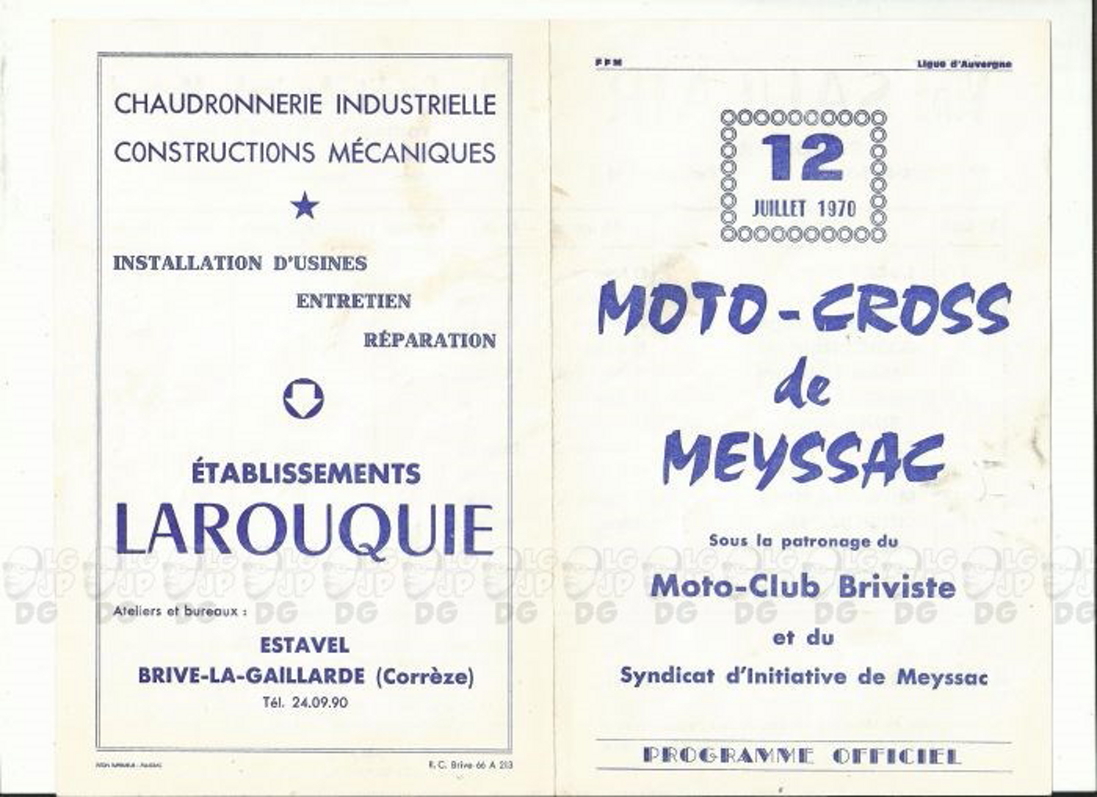 CHAUDRONNERIE INDUSTRIELLE
CONSTRUCTIONS MÉCANIQUES
INSTALLATION D'USINES
ENTRETIEN
RÉPARATION
ÉTABLISSEMENTS
LAROUQUIE
Ateliers et bureaux :
ESTAVEL
BRIVE-LA-GAILLARDE (Corrèze)
Tél. 24.09.90
R.C. Brive 66 A 213
FFM Ligue d'Auvergne
12
JUILLET 1970
MOTO-CROSS
de
MEYSSAC
Sous la patronage du
Moto-Club Briviste
et du
Syndicat d'Initiative de Meyssac
PROGRAMME OFFICIEL